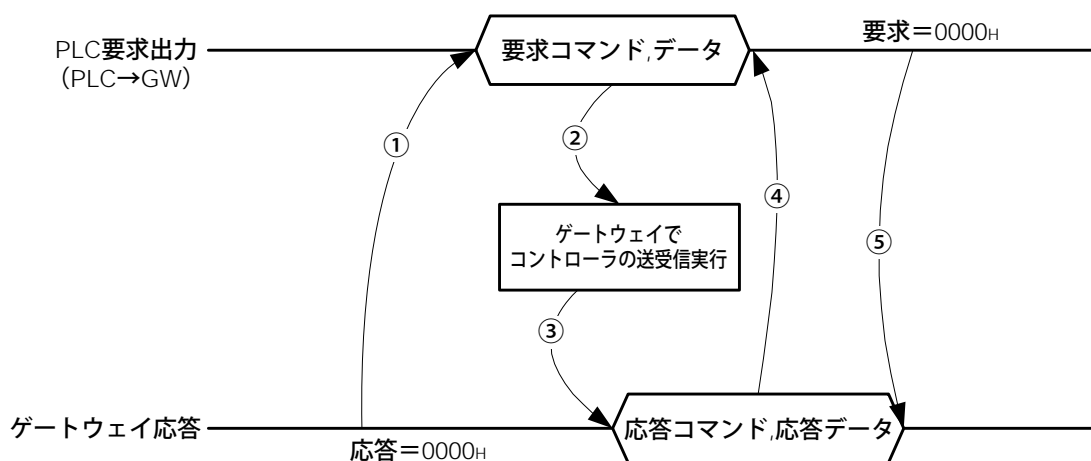 PLC要求出力
（PLC→GW）
要求コマンド,データ
要求＝0000H
①
②
④
ゲートウェイで
コントローラの送受信実行
⑤
③
ゲートウェイ応答
応答＝0000H
応答コマンド,応答データ